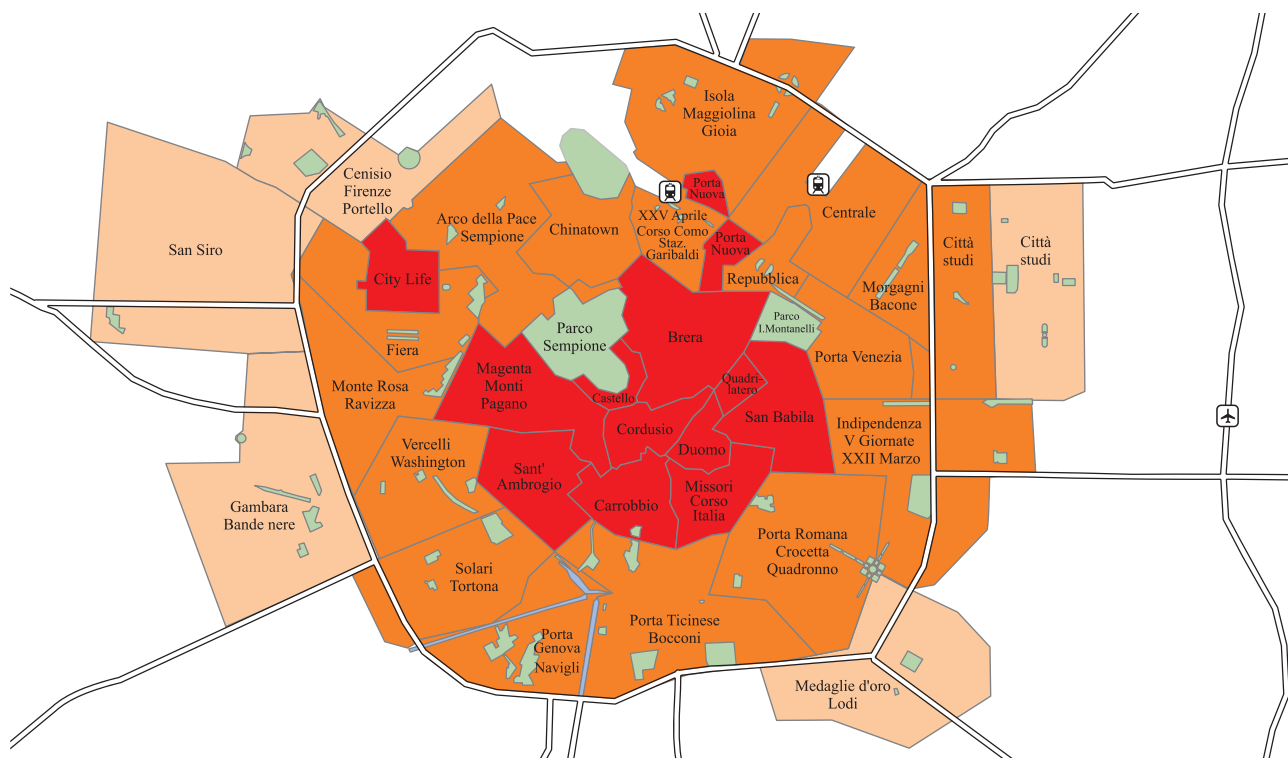 Isola
Maggiolina
Gioia
Cenisio
Firenze
Portello
Porta
Nuova
Arco della Pace
Sempione
Chinatown
XXV Aprile
Corso Como
Staz.
Garibaldi
Porta
Nuova
Centrale
Città
studi
Città
studi
San Siro
City Life
Repubblica
Morgagni
Bacone
Parco
Sempione
Brera
Parco
I.Montanelli
Fiera
Porta Venezia
Magenta
Monti
Pagano
Monte Rosa
Ravizza
Castello
Quadri-
latero
San Babila
Cordusio
Duomo
Indipendenza
V Giornate
XXII Marzo
Vercelli
Washington
Sant'
Ambrogio
Carrobbio
Missori
Corso
Italia
Gambara
Bande nere
Porta Romana
Crocetta
Quadronno
Solari
Tortona
Porta
Genova
Navigli
Porta Ticinese
Bocconi
Medaglie d'oro
Lodi